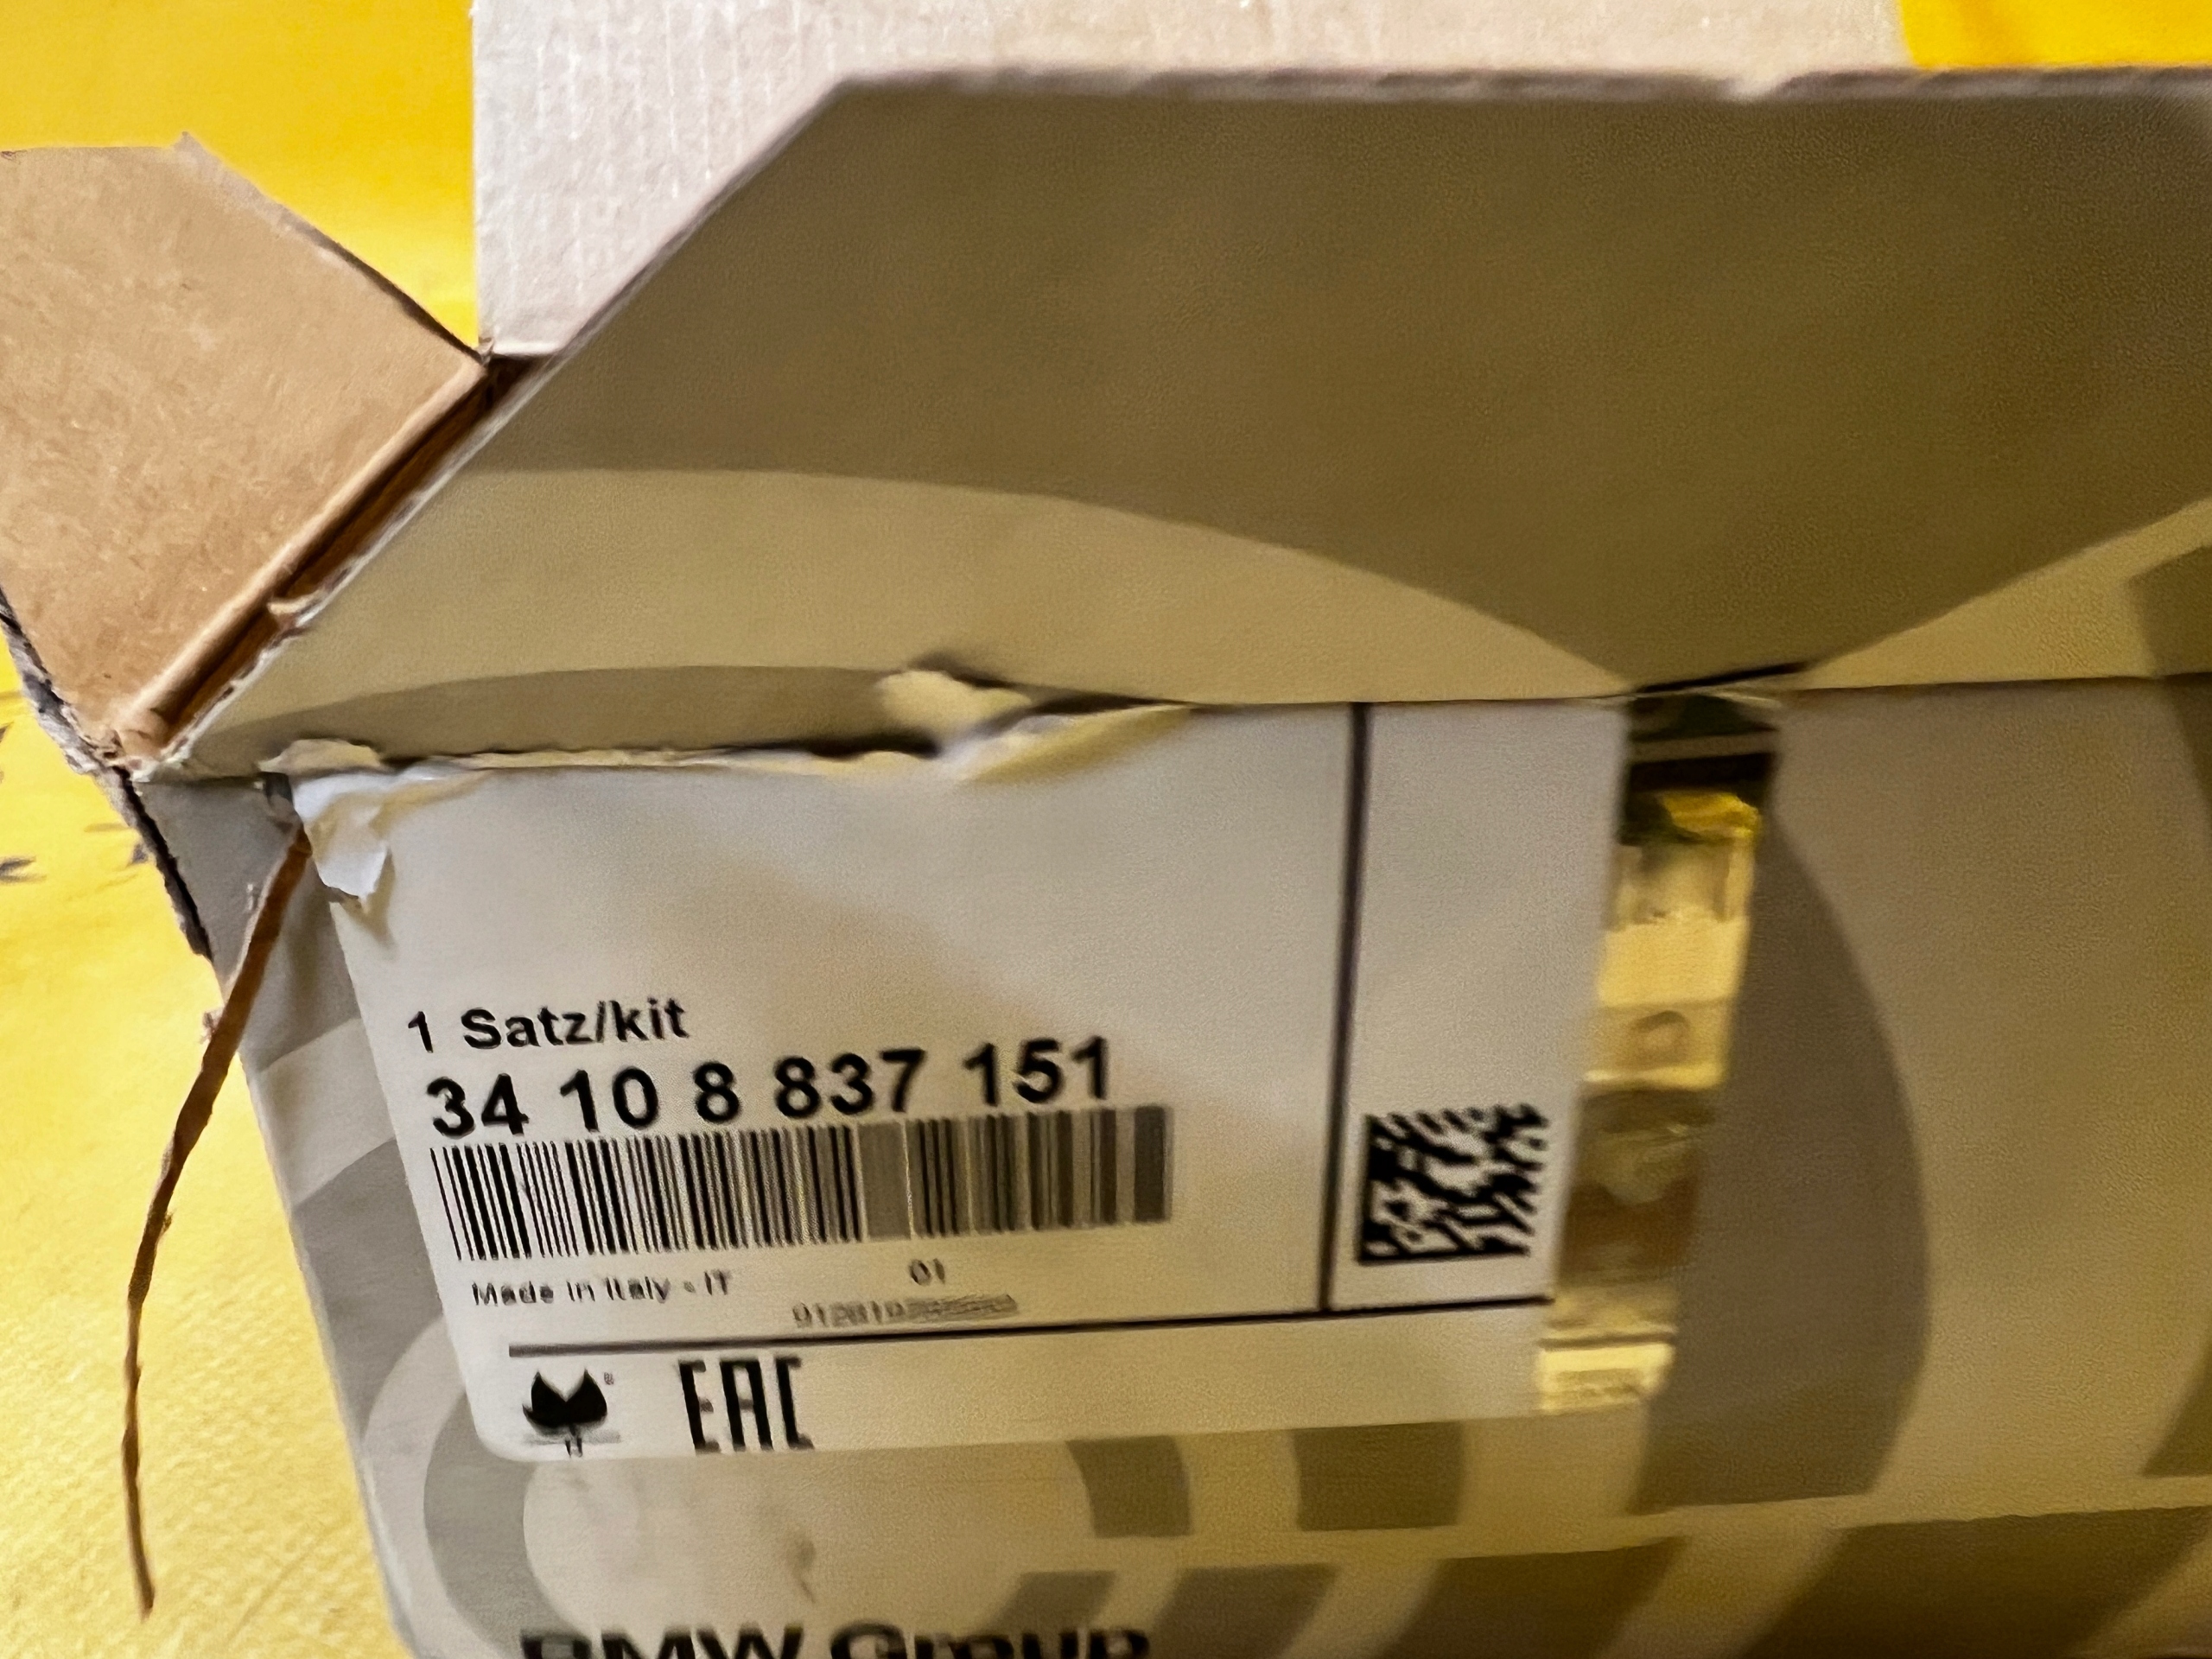 1 Satz/kit
34 10 8 837 151
Made in Italy - IT
01
EAC
BMW Group